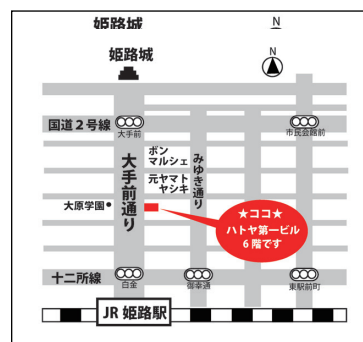 姫路城
N
姫路城
N
国道2号線
大手前
市民会館前
ボン
マルシェ
みゆき通り
元ヤマト
ヤシキ
大手前通り
大原学園
★ココ★
ハトヤ第一ビル
6階です
十二所線
白金
御幸通
東駅前町
JR 姫路駅